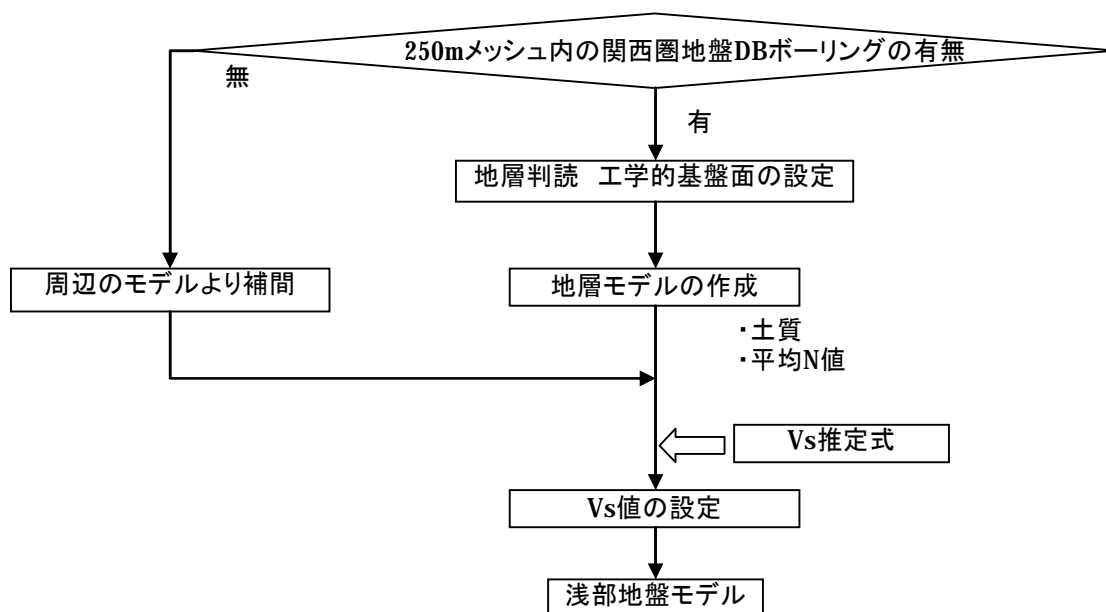 250mメッシュ内の関西圏地盤DBボーリングの有無
無
有
地層判読　工学的基盤面の設定
周辺のモデルより補間
地層モデルの作成
・土質
・平均N値
Vs推定式
Vs値の設定
浅部地盤モデル